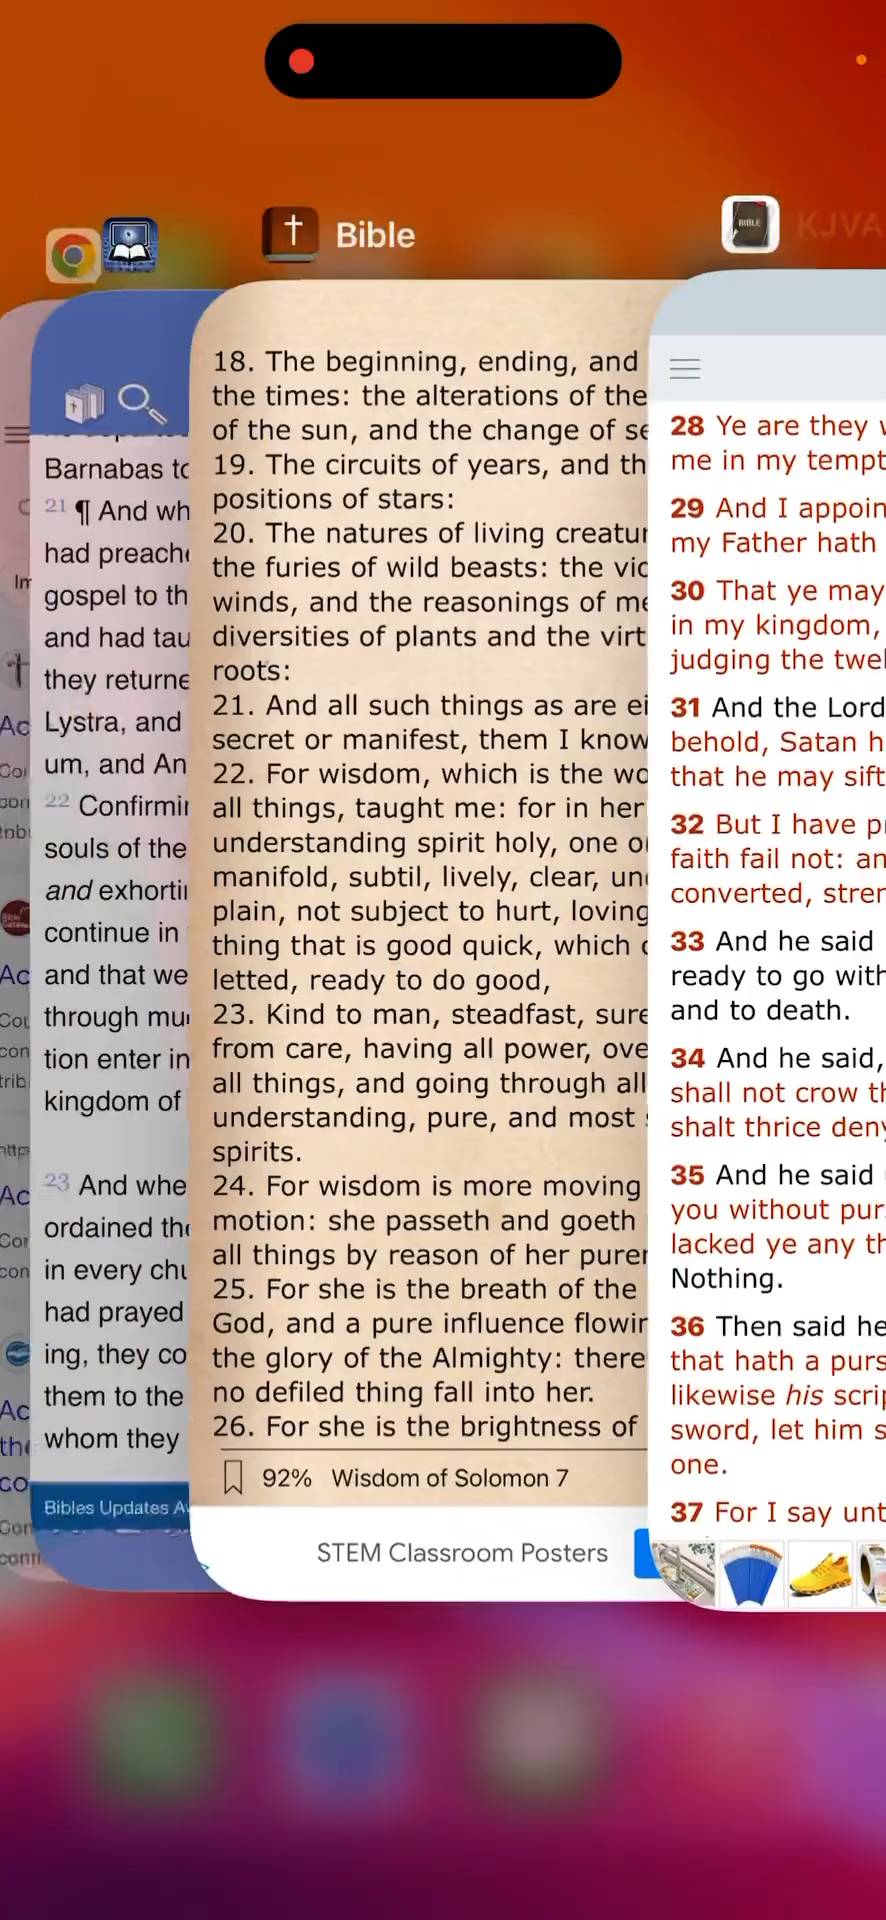 Bible
KJVA
Barnabas to
21 ¶ And wh
had preache
gospel to th
and had tau
they returne
Lystra, and
um, and An
22 Confirmin
souls of the
and exhortin
continue in
and that we
through mu
tion enter in
kingdom of
23 And whe
ordained the
in every chu
had prayed
ing, they co
them to the
whom they
Bibles Updates Av
18. The beginning, ending, and
the times: the alterations of the
of the sun, and the change of se
19. The circuits of years, and th
positions of stars:
20. The natures of living creatur
the furies of wild beasts: the vio
winds, and the reasonings of me
diversities of plants and the virt
roots:
21. And all such things as are ei
secret or manifest, them I know
22. For wisdom, which is the wo
all things, taught me: for in her
understanding spirit holy, one o
manifold, subtil, lively, clear, un
plain, not subject to hurt, loving
thing that is good quick, which c
letted, ready to do good,
23. Kind to man, steadfast, sure
from care, having all power, ove
all things, and going through all
understanding, pure, and most s
spirits.
24. For wisdom is more moving
motion: she passeth and goeth
all things by reason of her purer
25. For she is the breath of the
God, and a pure influence flowin
the glory of the Almighty: there
no defiled thing fall into her.
26. For she is the brightness of
92% Wisdom of Solomon 7
STEM Classroom Posters
BIBLE
28 Ye are they w
me in my tempt
29 And I appoin
my Father hath
30 That ye may
in my kingdom,
judging the twel
31 And the Lord
behold, Satan h
that he may sift
32 But I have pr
faith fail not: an
converted, stren
33 And he said
ready to go with
and to death.
34 And he said,
shall not crow th
shalt thrice deny
35 And he said u
you without purs
lacked ye any th
Nothing.
36 Then said he
that hath a purs
likewise his scrip
sword, let him s
one.
37 For I say unt